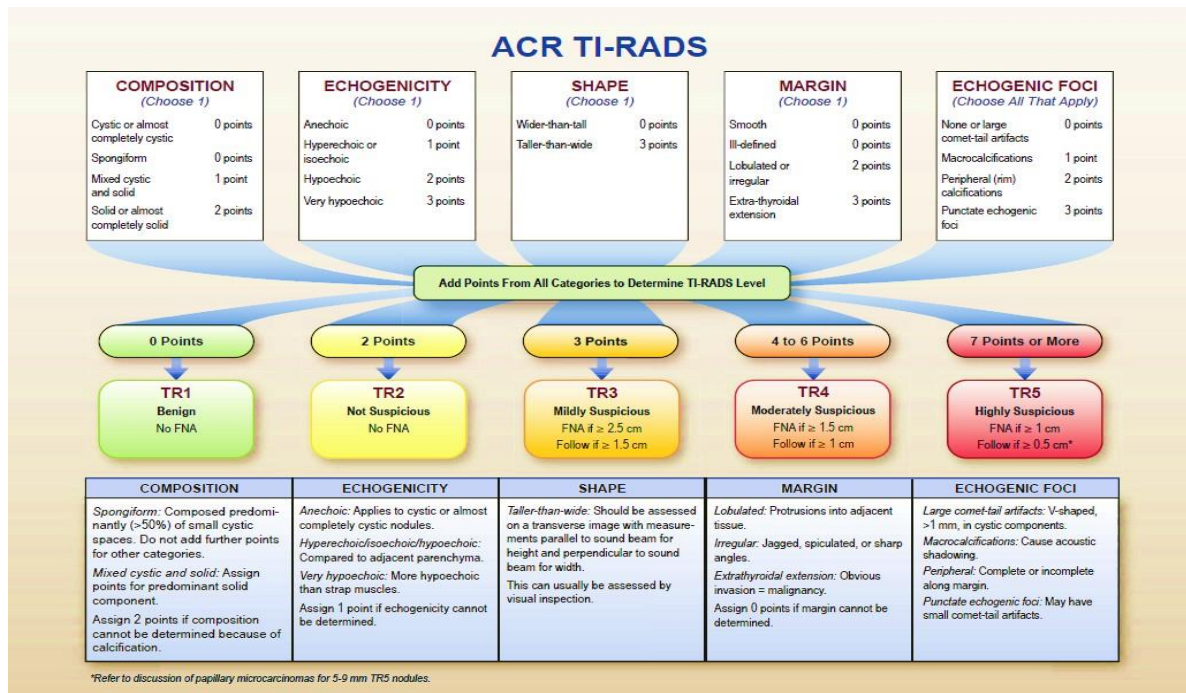 ACR TI-RADS
COMPOSITION
(Choose 1)
Cystic or almost
completely cystic
0 points
Spongiform
0 points
Mixed cystic
and solid
1 point
Solid or almost
completely solid
2 points
ECHOGENICITY
(Choose 1)
Anechoic
0 points
Hyperechoic or
isoechoic
1 point
Hypoechoic
2 points
Very hypoechoic
3 points
SHAPE
(Choose 1)
Wider-than-tall
0 points
Taller-than-wide
3 points
MARGIN
(Choose 1)
Smooth
0 points
Ill-defined
0 points
Lobulated or
irregular
2 points
Extra-thyroidal
extension
3 points
ECHOGENIC FOCI
(Choose All That Apply)
None or large
comet-tail artifacts
0 points
Macrocalcifications
1 point
Peripheral (rim)
calcifications
2 points
Punctate echogenic
foci
3 points
Add Points From All Categories to Determine TI-RADS Level
0 Points
2 Points
3 Points
4 to 6 Points
7 Points or More
TR1
Benign
No FNA
TR2
Not Suspicious
No FNA
TR3
Mildly Suspicious
FNA if ≥ 2.5 cm
Follow if ≥ 1.5 cm
TR4
Moderately Suspicious
FNA if ≥ 1.5 cm
Follow if ≥ 1 cm
TR5
Highly Suspicious
FNA if ≥ 1 cm
Follow if ≥ 0.5 cm*
COMPOSITION
Spongiform: Composed predomi-
nantly (>50%) of small cystic
spaces. Do not add further points
for other categories.
Mixed cystic and solid: Assign
points for predominant solid
component.
Assign 2 points if composition
cannot be determined because of
calcification.
ECHOGENICITY
Anechoic: Applies to cystic or almost
completely cystic nodules.
Hyperechoic/isoechoic/hypoechoic:
Compared to adjacent parenchyma.
Very hypoechoic: More hypoechoic
than strap muscles.
Assign 1 point if echogenicity cannot
be determined.
SHAPE
Taller-than-wide: Should be assessed
on a transverse image with measure-
ments parallel to sound beam for
height and perpendicular to sound
beam for width.
This can usually be assessed by
visual inspection.
MARGIN
Lobulated: Protrusions into adjacent
tissue.
Irregular: Jagged, spiculated, or sharp
angles.
Extrathyroidal extension: Obvious
invasion = malignancy.
Assign 0 points if margin cannot be
determined.
ECHOGENIC FOCI
Large comet-tail artifacts: V-shaped,
>1 mm, in cystic components.
Macrocalcifications: Cause acoustic
shadowing.
Peripheral: Complete or incomplete
along margin.
Punctate echogenic foci: May have
small comet-tail artifacts.
*Refer to discussion of papillary microcarcinomas for 5-9 mm TR5 nodules.